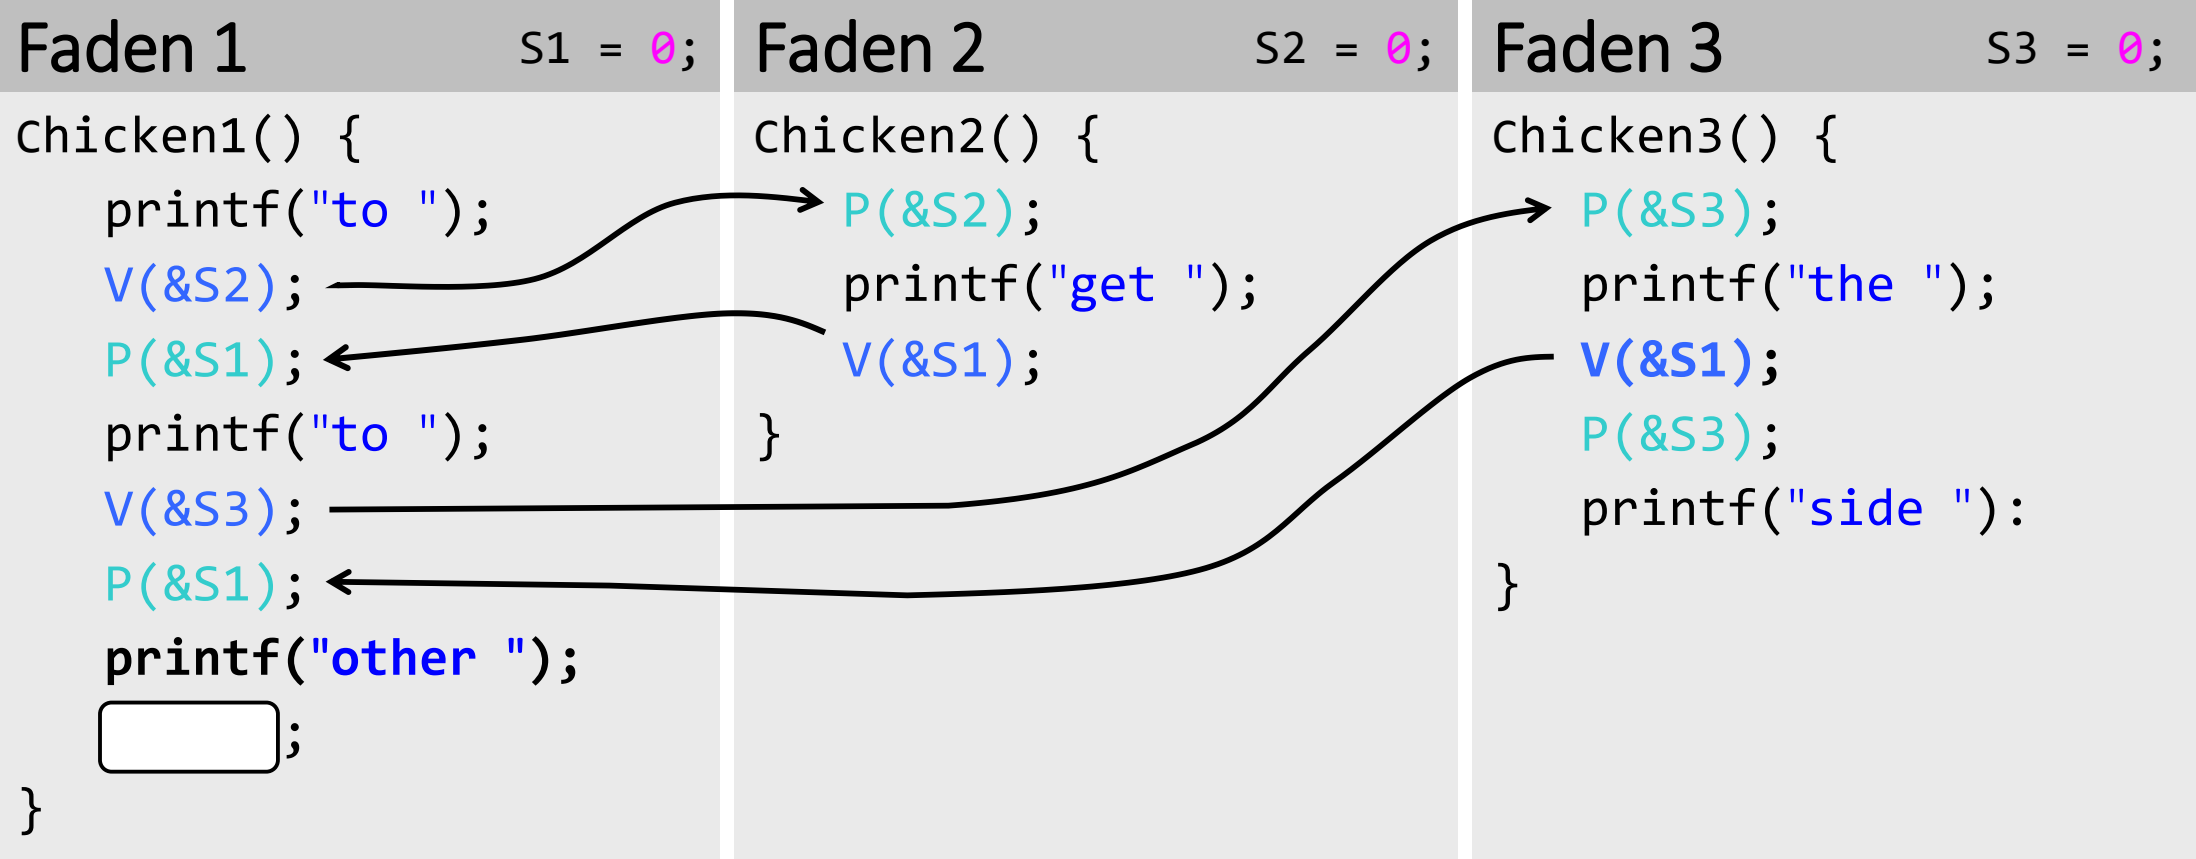 Faden 1 S1 = 0;
Chicken1() {
printf("to ");
V(&S2);
P(&S1);
printf("to ");
V(&S3);
P(&S1);
printf("other ");
;
}
Faden 2 S2 = 0;
Chicken2() {
P(&S2);
printf("get ");
V(&S1);
}
Faden 3 S3 = 0;
Chicken3() {
P(&S3);
printf("the ");
V(&S1);
P(&S3);
printf("side "):
}